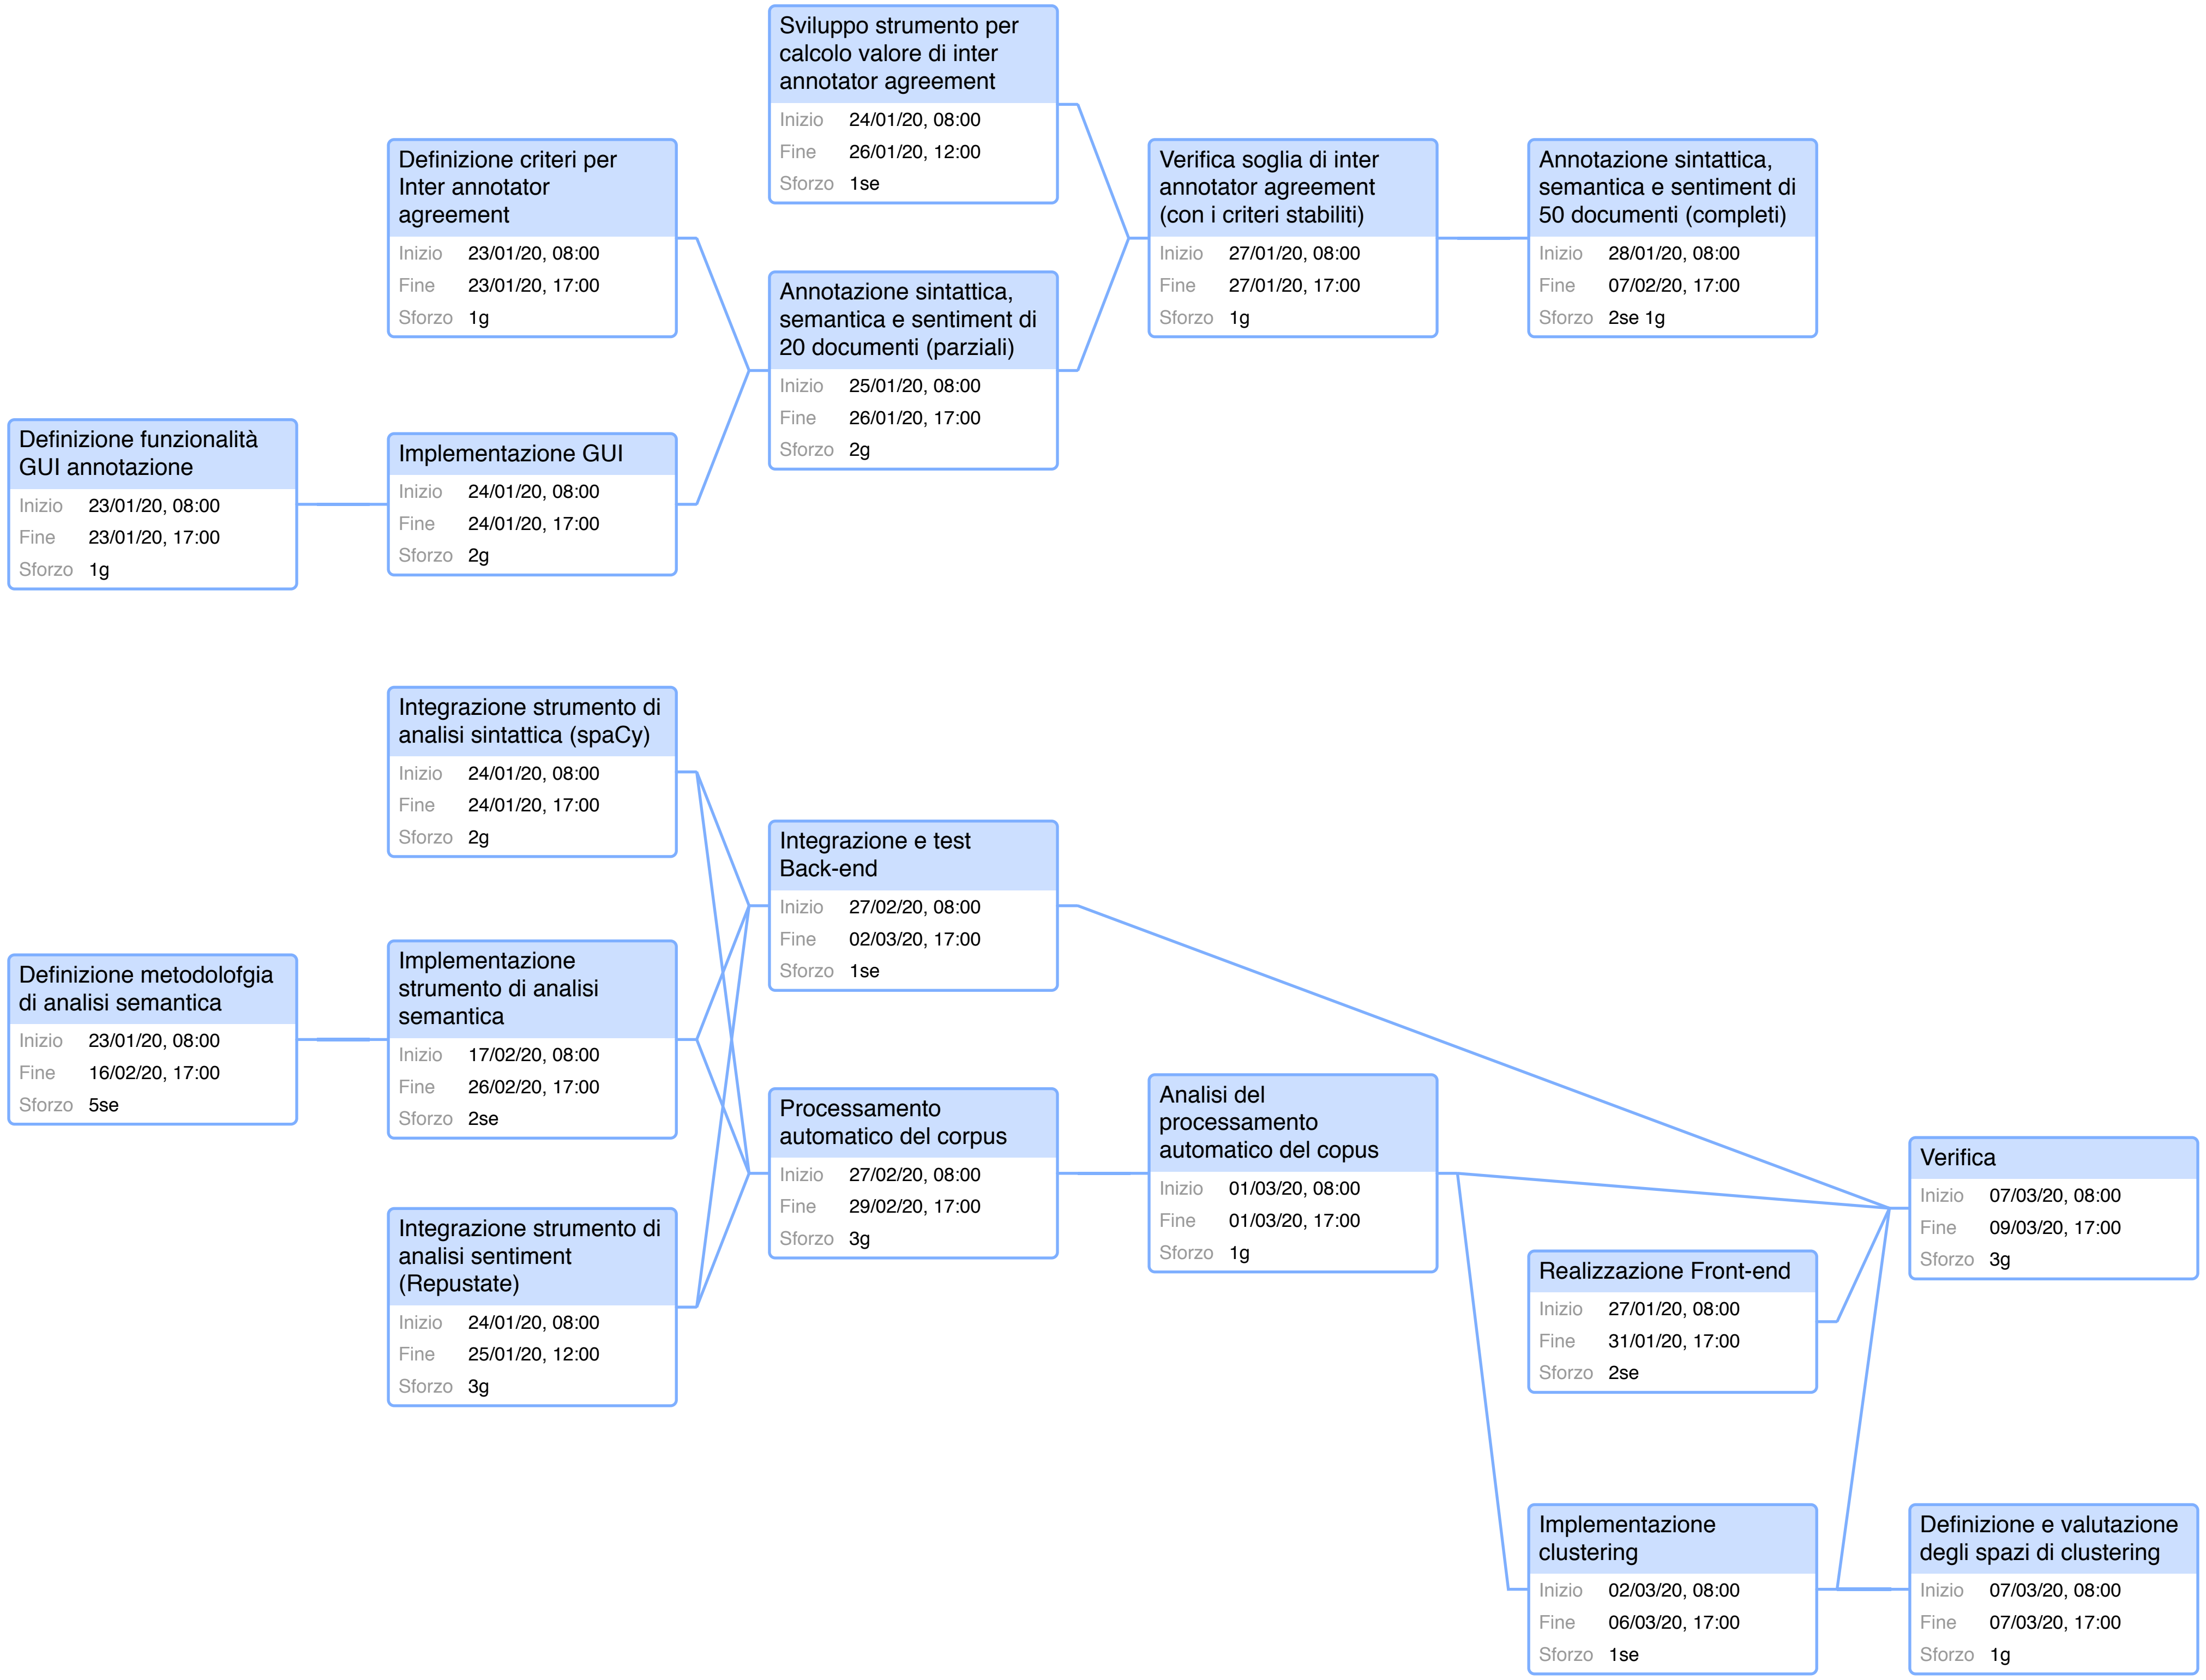 Sviluppo strumento per
calcolo valore di inter
annotator agreement
Inizio 24/01/20, 08:00
Fine 26/01/20, 12:00
Sforzo 1se
Definizione criteri per
Inter annotator
agreement
Inizio 23/01/20, 08:00
Fine 23/01/20, 17:00
Sforzo 1g
Verifica soglia di inter
annotator agreement
(con i criteri stabiliti)
Inizio 27/01/20, 08:00
Fine 27/01/20, 17:00
Sforzo 1g
Annotazione sintattica,
semantica e sentiment di
50 documenti (completi)
Inizio 28/01/20, 08:00
Fine 07/02/20, 17:00
Sforzo 2se 1g
Annotazione sintattica,
semantica e sentiment di
20 documenti (parziali)
Inizio 25/01/20, 08:00
Fine 26/01/20, 17:00
Sforzo 2g
Definizione funzionalità
GUI annotazione
Inizio 23/01/20, 08:00
Fine 23/01/20, 17:00
Sforzo 1g
Implementazione GUI
Inizio 24/01/20, 08:00
Fine 24/01/20, 17:00
Sforzo 2g
Integrazione strumento di
analisi sintattica (spaCy)
Inizio 24/01/20, 08:00
Fine 24/01/20, 17:00
Sforzo 2g
Integrazione e test
Back-end
Inizio 27/02/20, 08:00
Fine 02/03/20, 17:00
Sforzo 1se
Definizione metodolofgia
di analisi semantica
Inizio 23/01/20, 08:00
Fine 16/02/20, 17:00
Sforzo 5se
Implementazione
strumento di analisi
semantica
Inizio 17/02/20, 08:00
Fine 26/02/20, 17:00
Sforzo 2se
Processamento
automatico del corpus
Inizio 27/02/20, 08:00
Fine 29/02/20, 17:00
Sforzo 3g
Analisi del
processamento
automatico del copus
Inizio 01/03/20, 08:00
Fine 01/03/20, 17:00
Sforzo 1g
Verifica
Inizio 07/03/20, 08:00
Fine 09/03/20, 17:00
Sforzo 3g
Integrazione strumento di
analisi sentiment
(Repustate)
Inizio 24/01/20, 08:00
Fine 25/01/20, 12:00
Sforzo 3g
Realizzazione Front-end
Inizio 27/01/20, 08:00
Fine 31/01/20, 17:00
Sforzo 2se
Implementazione
clustering
Inizio 02/03/20, 08:00
Fine 06/03/20, 17:00
Sforzo 1se
Definizione e valutazione
degli spazi di clustering
Inizio 07/03/20, 08:00
Fine 07/03/20, 17:00
Sforzo 1g